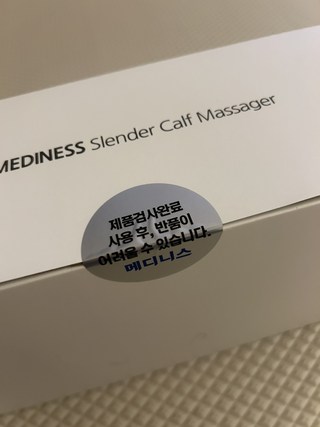 MEDINESS Slender Calf Massager
제품검사완료
사용 후, 반품이
어려울 수 있습니다.
메디니스